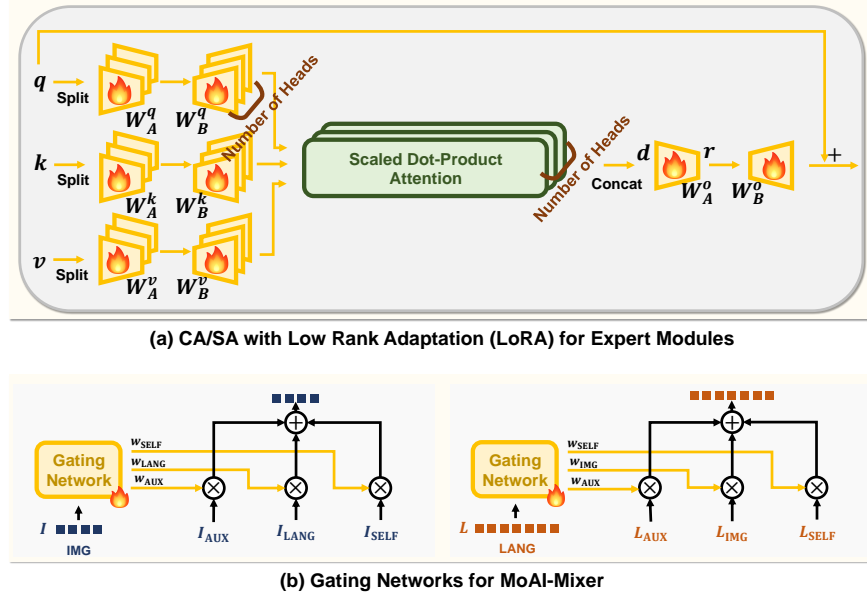 q
Split
W_A^q
W_B^q
Number of Heads
k
Split
W_A^k
W_B^k
v
Split
W_A^v
W_B^v
Scaled Dot-Product
Attention
Number of Heads
Concat
d
r
W_A^o
W_B^o
+
(a) CA/SA with Low Rank Adaptation (LoRA) for Expert Modules
Gating
Network
w_SELF
w_LANG
w_AUX
I
IMG
I_AUX
I_LANG
I_SELF
Gating
Network
w_SELF
w_IMG
w_AUX
L
LANG
L_AUX
L_IMG
L_SELF
(b) Gating Networks for MoAI-Mixer